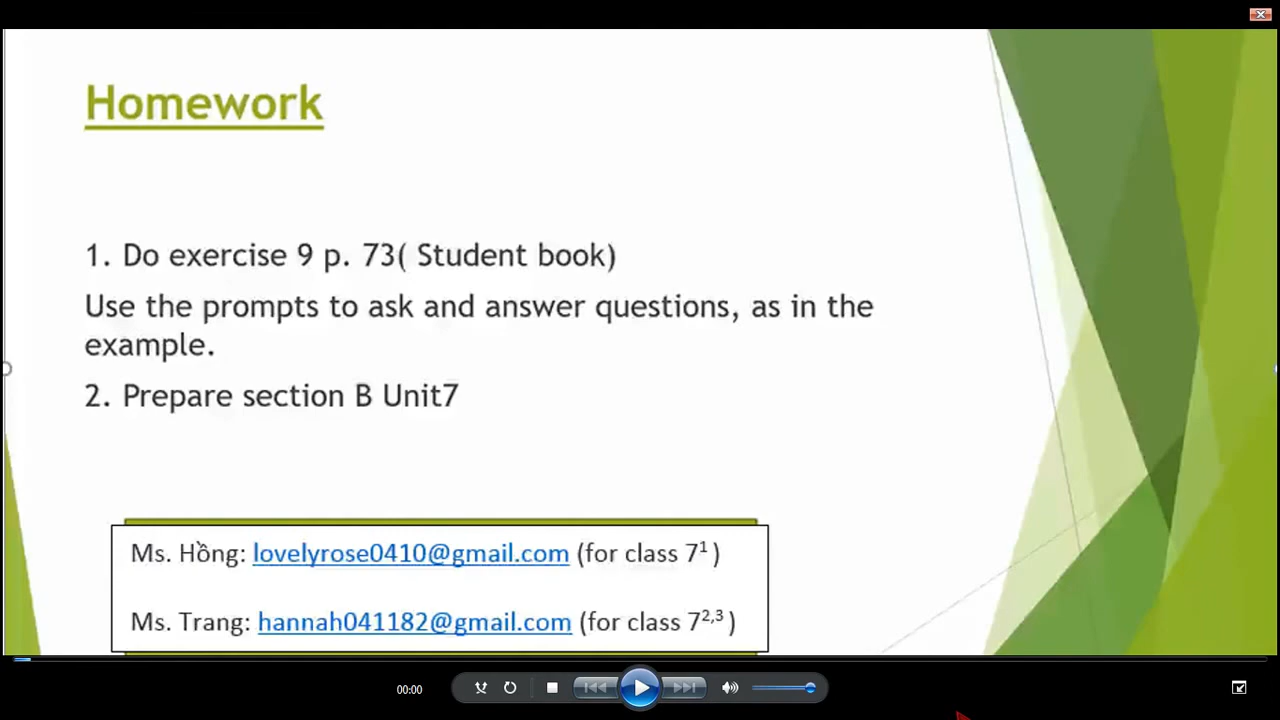 Homework
1. Do exercise 9 p. 73( Student book)
Use the prompts to ask and answer questions, as in the
example.
2. Prepare section B Unit7
Ms. Hồng: lovelyrose0410@gmail.com (for class 7¹ )
Ms. Trang: hannah041182@gmail.com (for class 7²,³ )
00:00